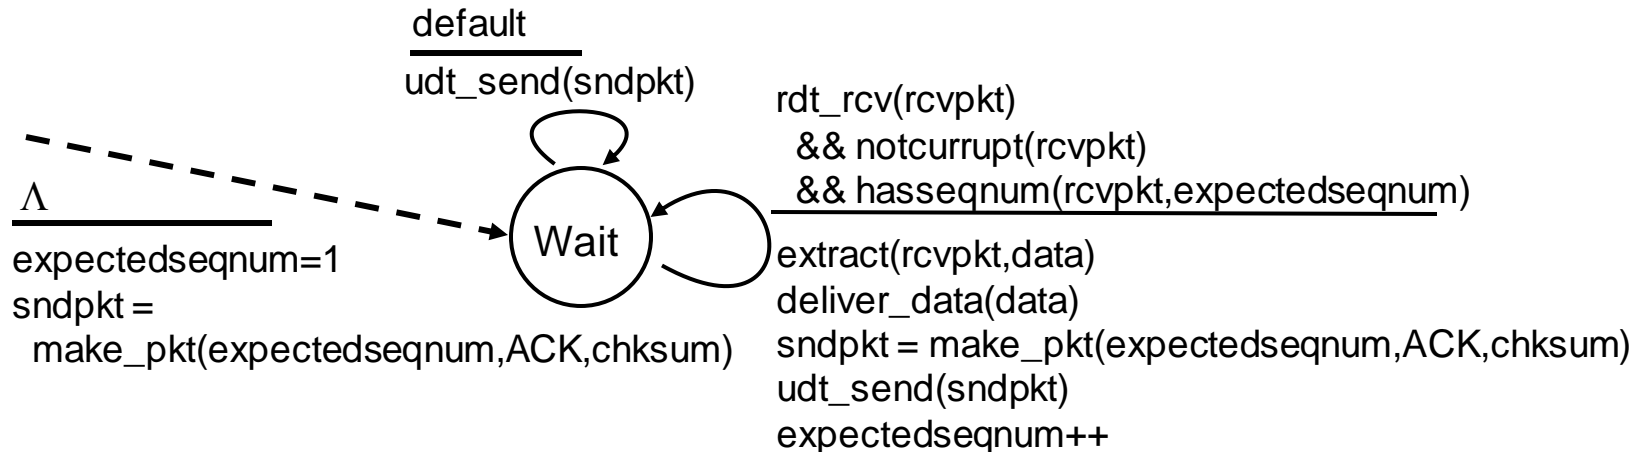 default
udt_send(sndpkt)
rdt_rcv(rcvpkt)
&& notcurrupt(rcvpkt)
&& hasseqnum(rcvpkt,expectedseqnum)
Λ
Wait
expectedseqnum=1
sndpkt =
make_pkt(expectedseqnum,ACK,chksum)
extract(rcvpkt,data)
deliver_data(data)
sndpkt = make_pkt(expectedseqnum,ACK,chksum)
udt_send(sndpkt)
expectedseqnum++